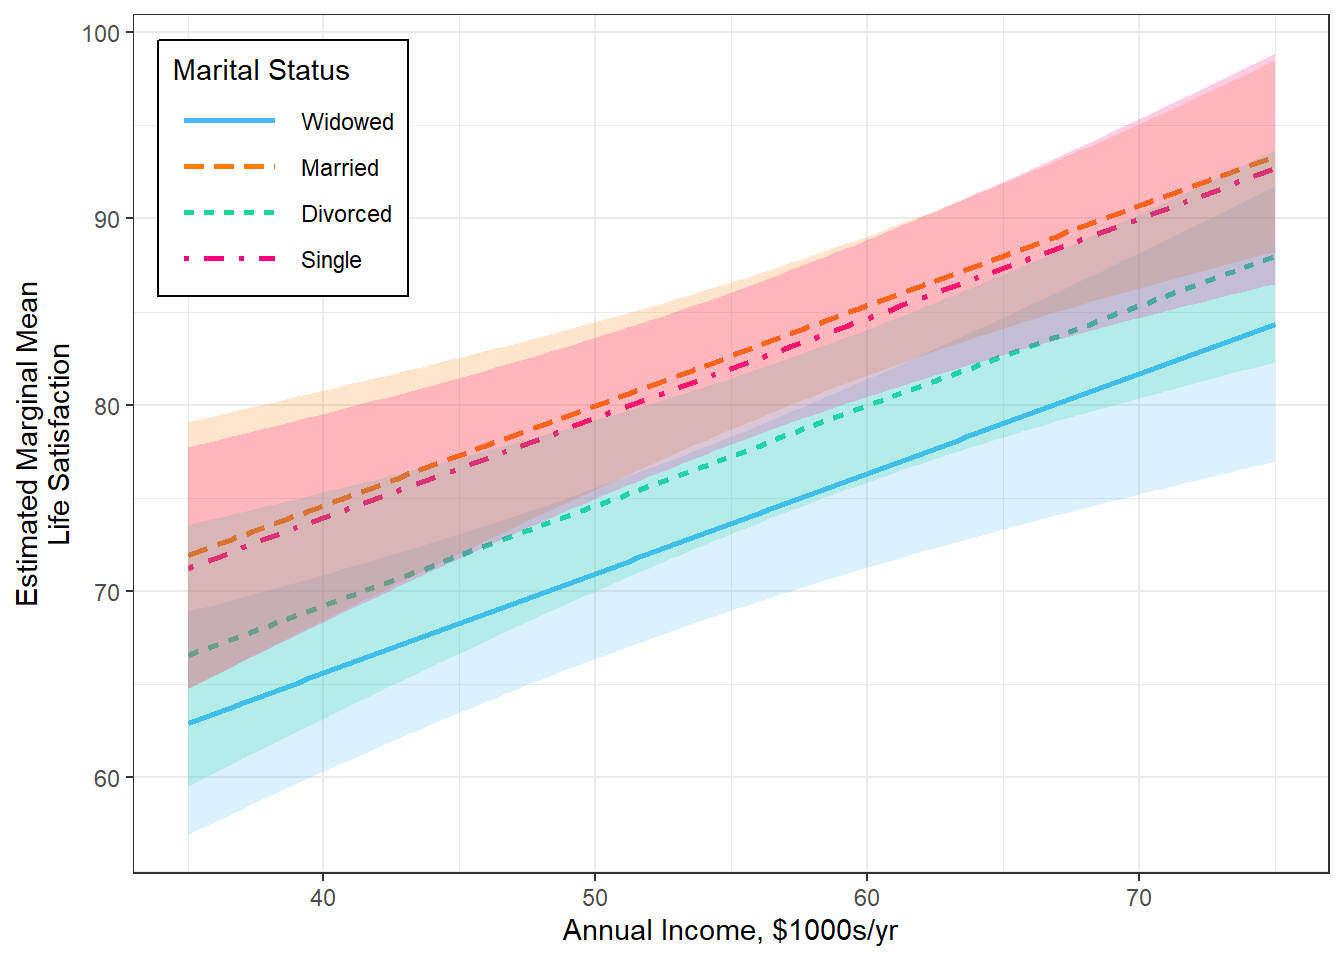 100
90
80
70
60
Estimated Marginal Mean
Life Satisfaction
Marital Status
Widowed
Married
Divorced
Single
40
50
60
70
Annual Income, $1000s/yr